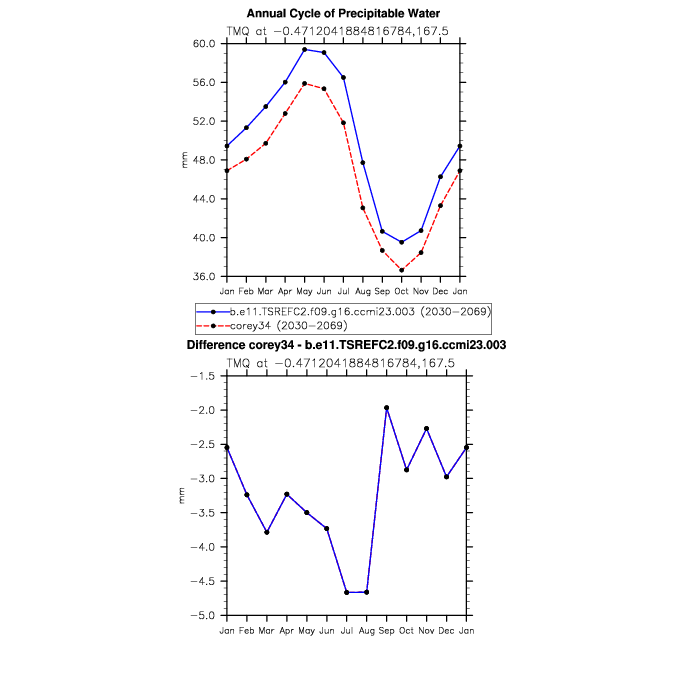 Annual Cycle of Precipitable Water
TMQ at −0.4712041884816784,167.5
60.0
56.0
52.0
48.0
44.0
40.0
36.0
mm
Jan Feb Mar Apr May Jun Jul Aug Sep Oct Nov Dec Jan
b.e11.TSREFC2.f09.g16.ccmi23.003 (2030−2069)
corey34 (2030−2069)
Difference corey34 - b.e11.TSREFC2.f09.g16.ccmi23.003
TMQ at −0.4712041884816784,167.5
−1.5
−2.0
−2.5
−3.0
−3.5
−4.0
−4.5
−5.0
mm
Jan Feb Mar Apr May Jun Jul Aug Sep Oct Nov Dec Jan